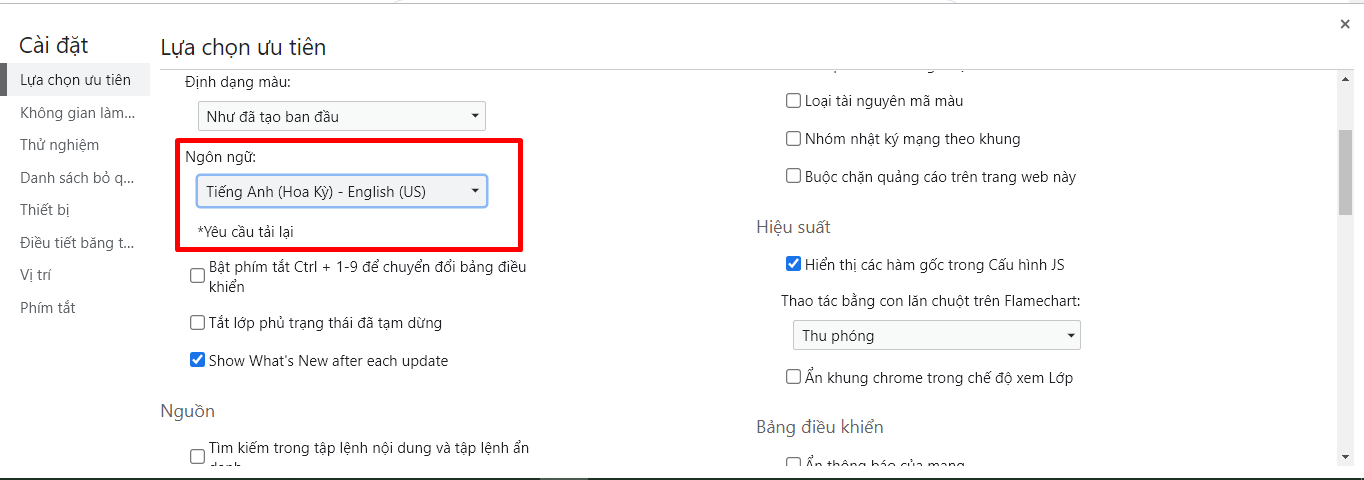 Cài đặt
Lựa chọn ưu tiên
Không gian làm...
Thử nghiệm
Danh sách bỏ q...
Thiết bị
Điều tiết băng t...
Vị trí
Phím tắt
Lựa chọn ưu tiên
Định dạng màu:
Như đã tạo ban đầu
Ngôn ngữ:
Tiếng Anh (Hoa Kỳ) - English (US)
*Yêu cầu tải lại
Bật phím tắt Ctrl + 1-9 để chuyển đổi bảng điều
khiển
Tắt lớp phủ trạng thái đã tạm dừng
Show What's New after each update
Nguồn
Tìm kiếm trong tập lệnh nội dung và tập lệnh ẩn
danh
Loại tài nguyên mã màu
Nhóm nhật ký mạng theo khung
Buộc chặn quảng cáo trên trang web này
Hiệu suất
Hiển thị các hàm gốc trong Cấu hình JS
Thao tác bằng con lăn chuột trên Flamechart:
Thu phóng
Ẩn khung chrome trong chế độ xem Lớp
Bảng điều khiển
Ẩn thông báo của mạng